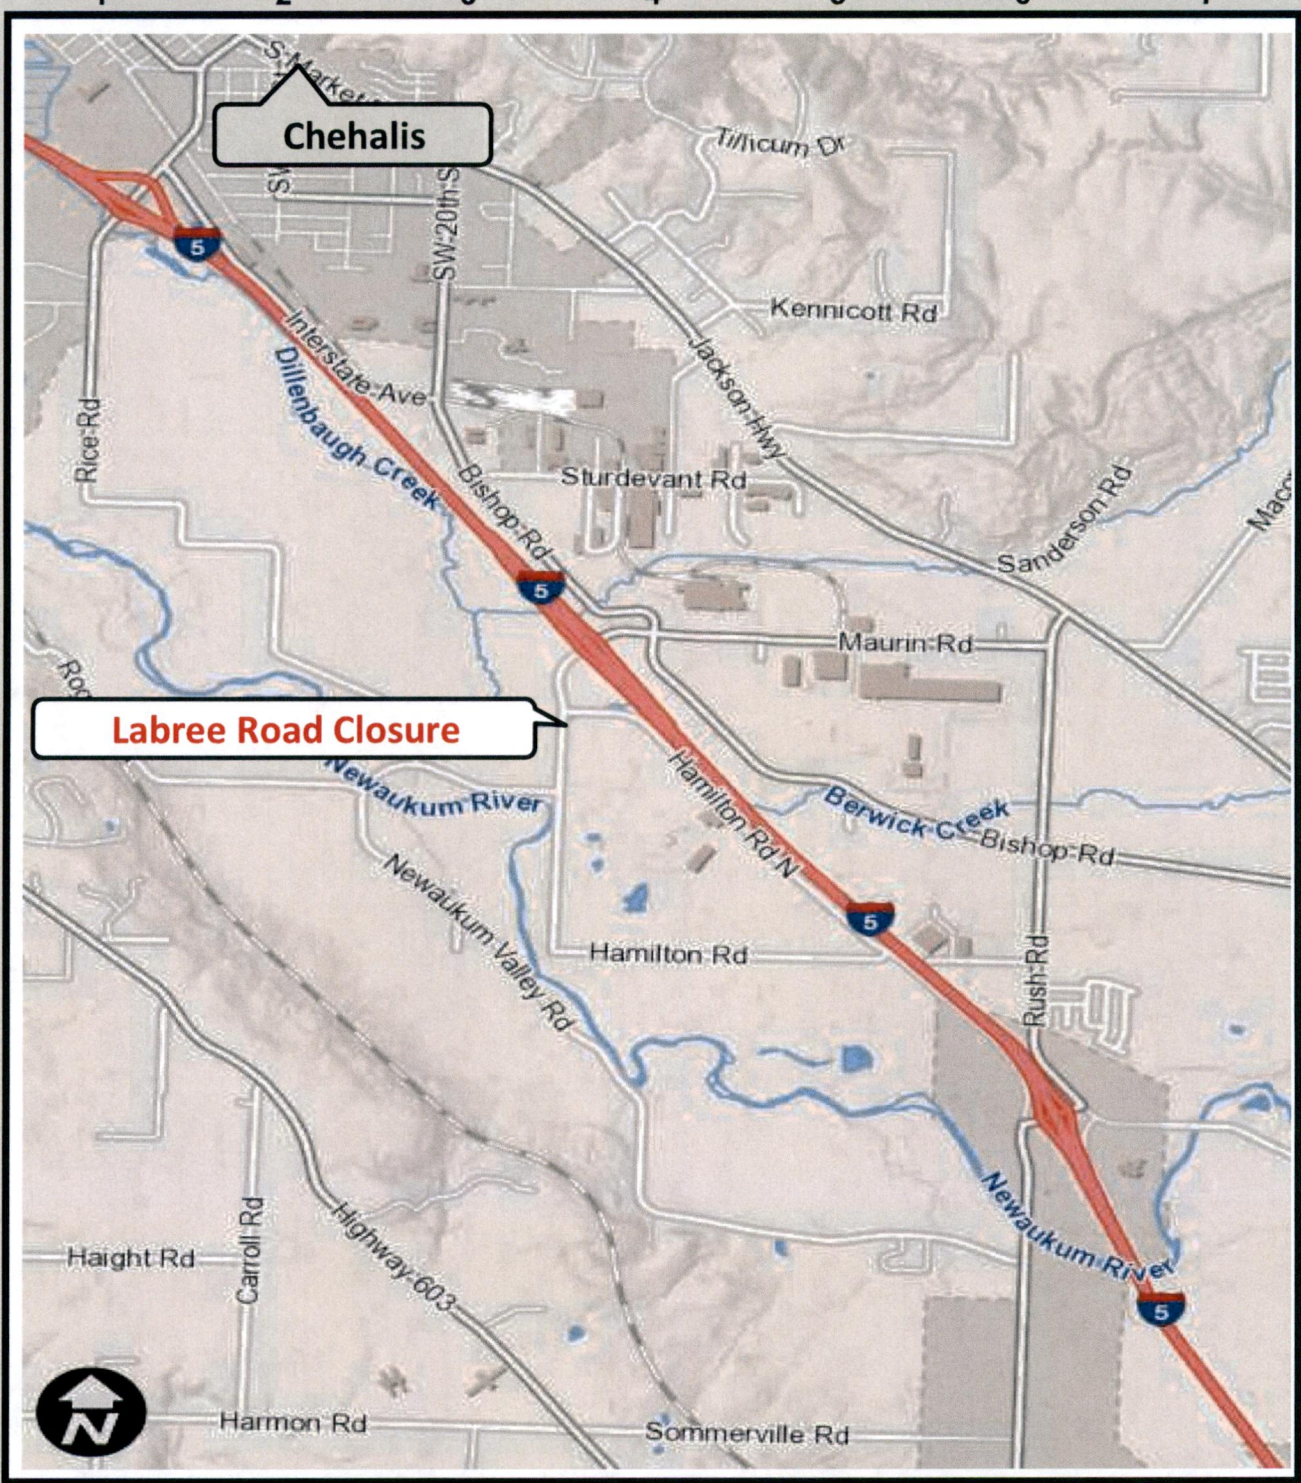 S Market
Chehalis
SW
Tillicum Dr
SW 20th S
5
Kennicott Rd
Interstate Ave
Jackson Hwy
Dillenbaugh Creek
Rice Rd
Bishop Rd
Sturdevant Rd
Sanderson Rd
5
Maurin Rd
Labree Road Closure
Newaukum River
Hamilton Rd N
Berwick Creek
Bishop Rd
Newaukum Valley Rd
5
Hamilton Rd
Rush Rd
Newaukum River
Carroll Rd
Highway 603
Haight Rd
5
N
Harmon Rd
Sommerville Rd